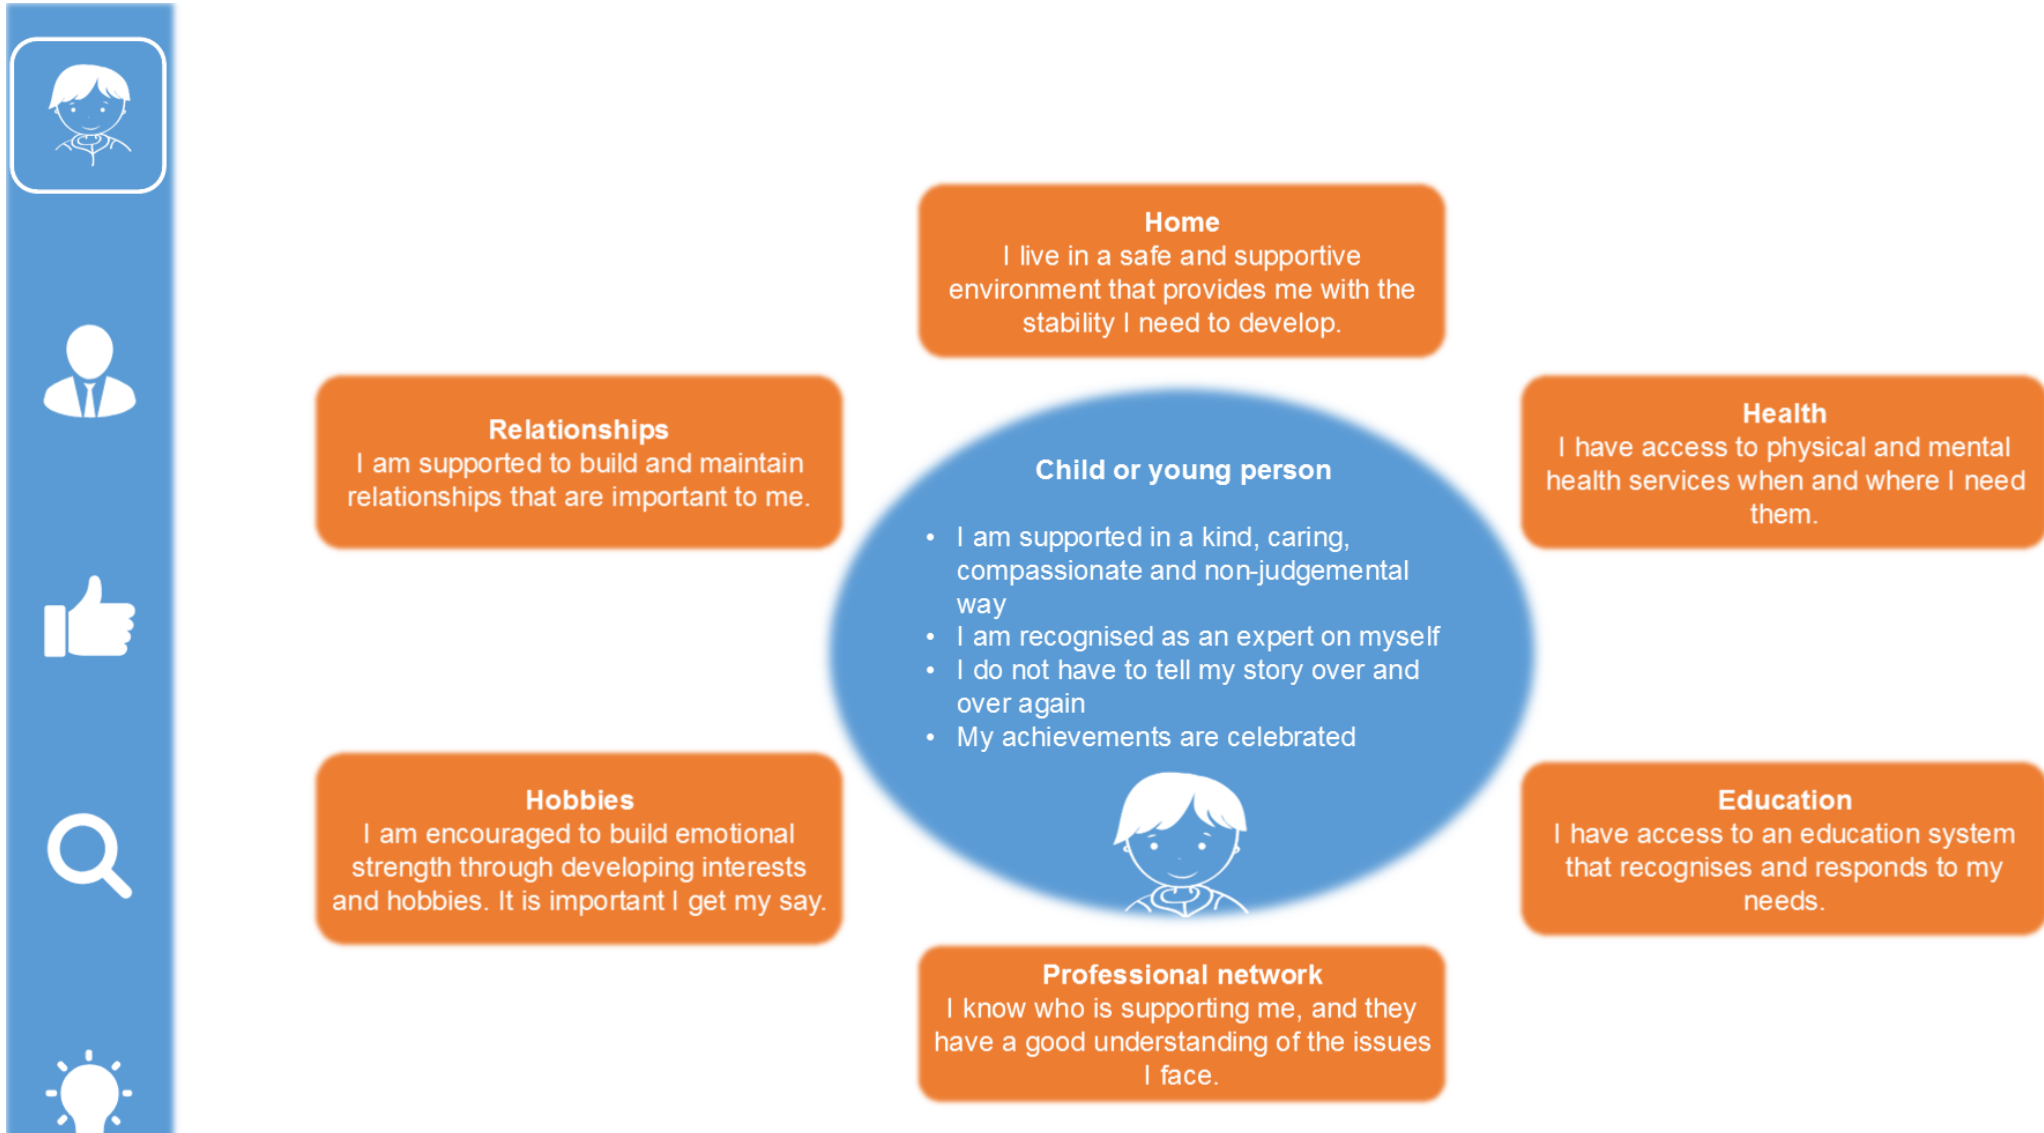 Home
I live in a safe and supportive
environment that provides me with the
stability I need to develop.
Relationships
I am supported to build and maintain
relationships that are important to me.
Health
I have access to physical and mental
health services when and where I need
them.
Child or young person
• I am supported in a kind, caring,
compassionate and non-judgemental
way
• I am recognised as an expert on myself
• I do not have to tell my story over and
over again
• My achievements are celebrated
Hobbies
I am encouraged to build emotional
strength through developing interests
and hobbies. It is important I get my say.
Education
I have access to an education system
that recognises and responds to my
needs.
Professional network
I know who is supporting me, and they
have a good understanding of the issues
I face.